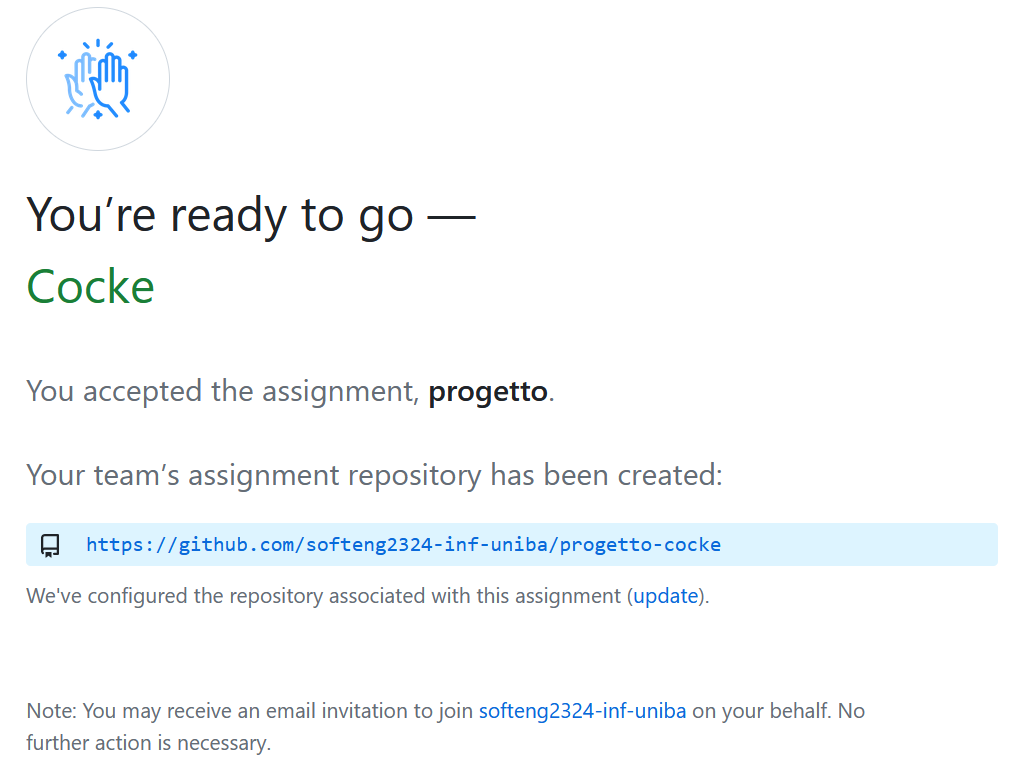 You’re ready to go —
Cocke
You accepted the assignment, progetto.
Your team’s assignment repository has been created:
https://github.com/softeng2324-inf-uniba/progetto-cocke
We've configured the repository associated with this assignment (update).
Note: You may receive an email invitation to join softeng2324-inf-uniba on your behalf. No
further action is necessary.